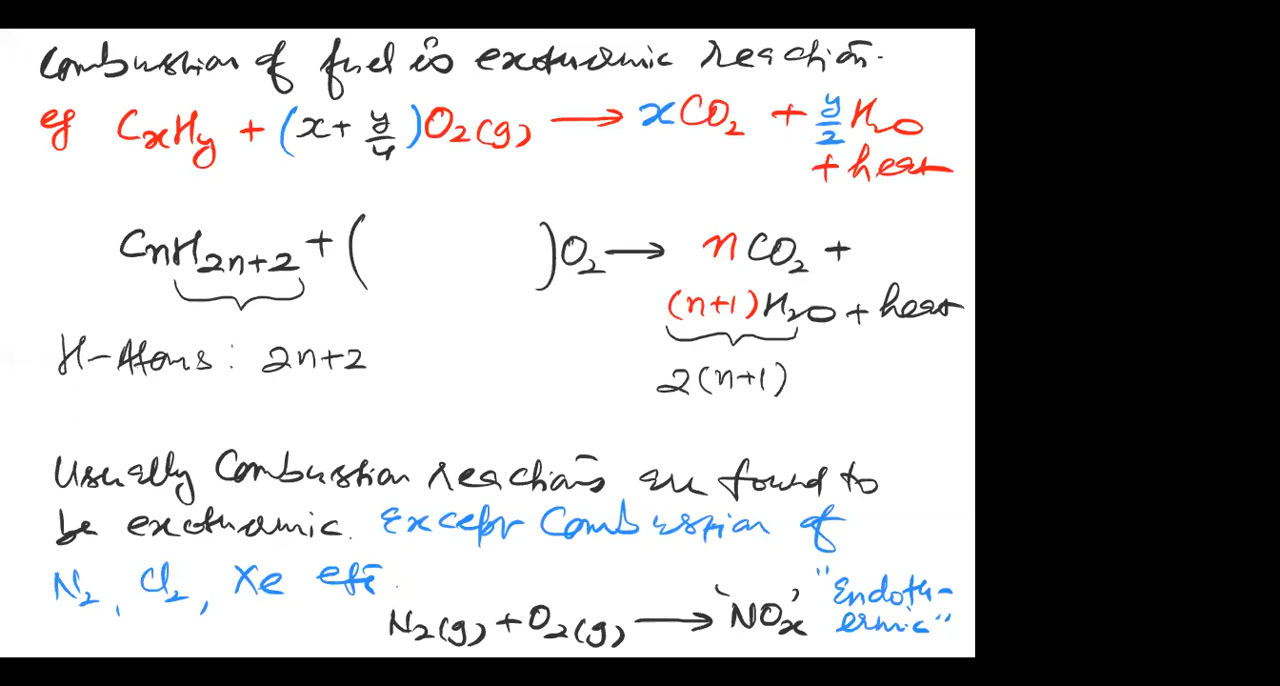 Combustion of fuel is exothermic reaction.
eg CxHy + (x + y/4) O2(g) → xCO2 + y/2 H2O
+ heat
CnH2n+2 + ( ) O2 → nCO2 +
(n+1)H2O + heat
H-Atoms : 2n+2
2(n+1)
Usually Combustion reactions are found to
be exothermic. Except Combustion of
N2, Cl2, Xe etc.
N2(g) + O2(g) → 'NOx' "Endoth-
ermic"